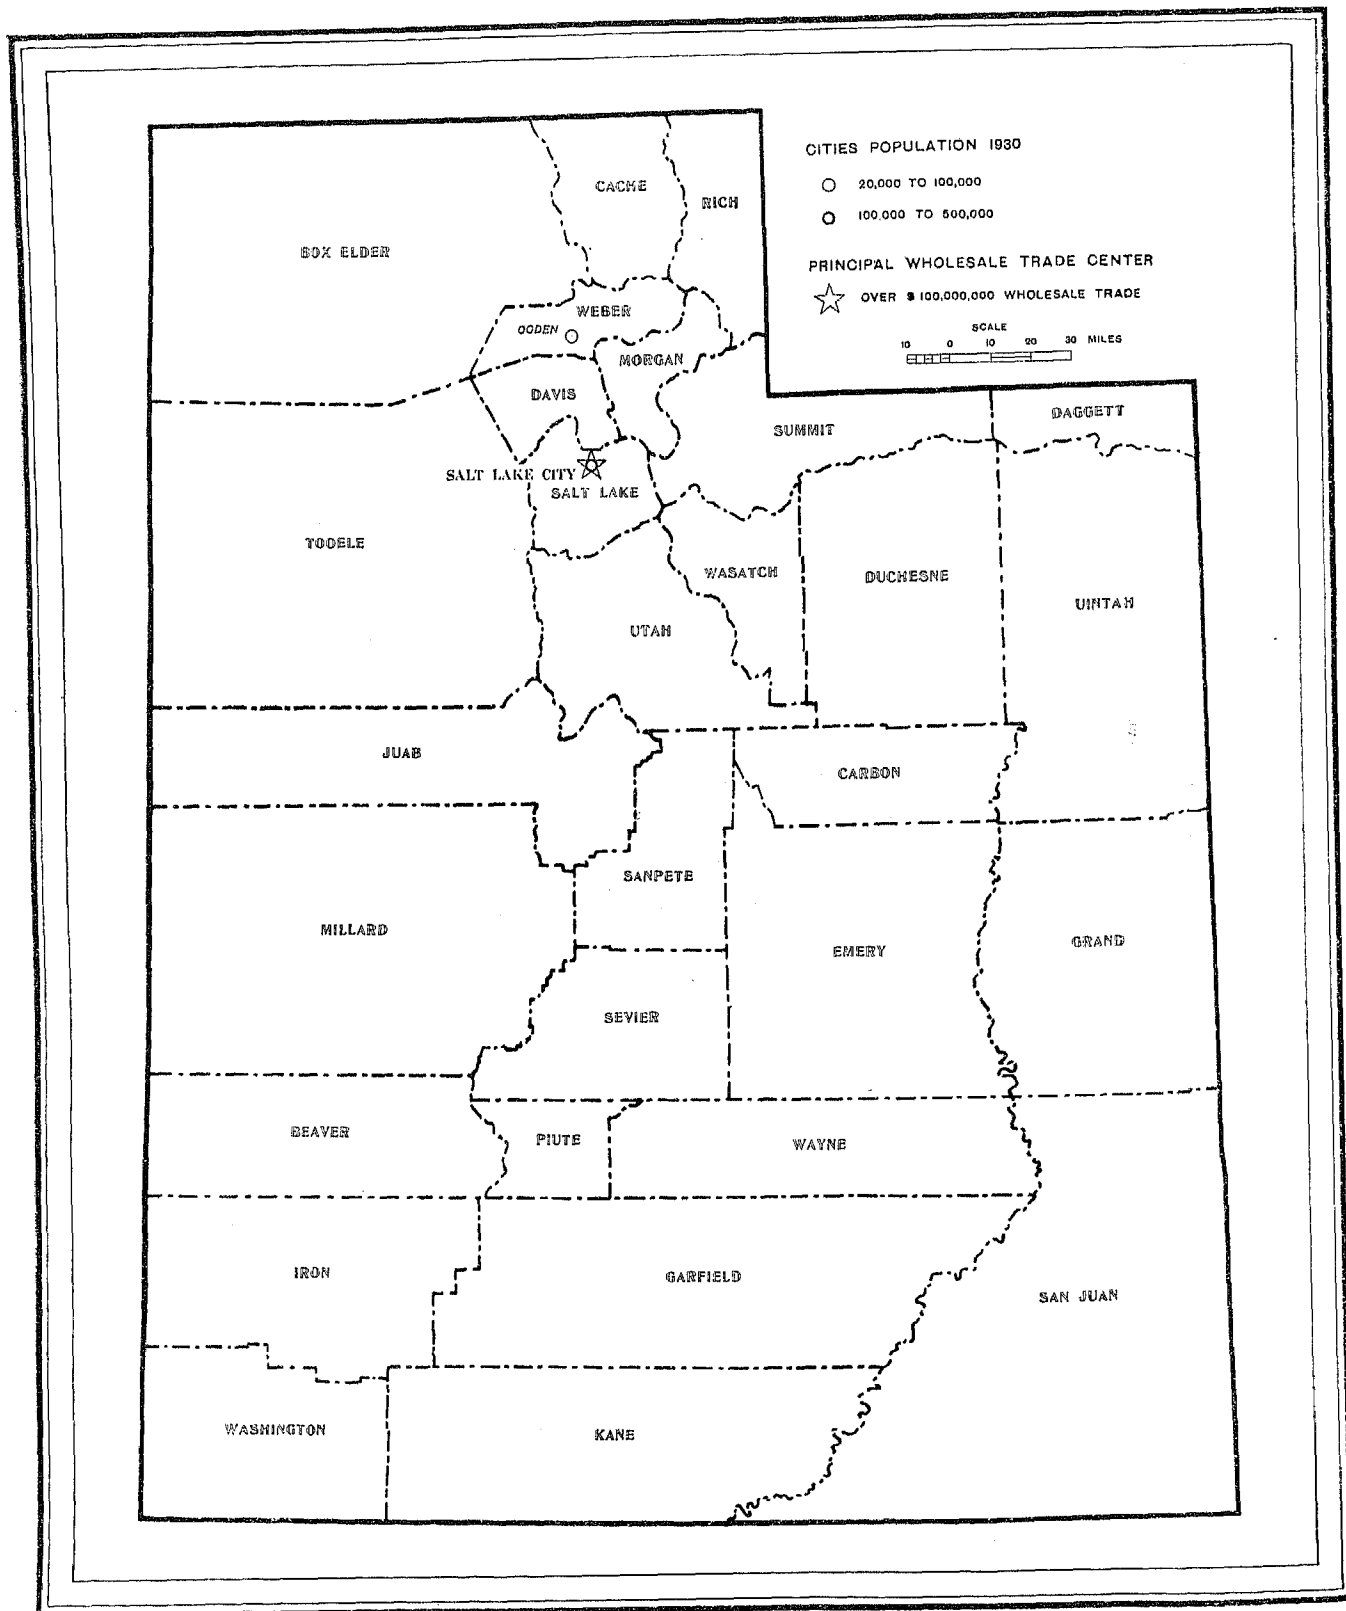 CITIES POPULATION 1930
20,000 TO 100,000
100,000 TO 500,000
PRINCIPAL WHOLESALE TRADE CENTER
OVER $100,000,000 WHOLESALE TRADE
SCALE
10 0 10 20 30 MILES
CACHE
RICH
BOX ELDER
WEBER
OGDEN
MORGAN
DAVIS
SUMMIT
DAGGETT
SALT LAKE CITY
SALT LAKE
TOOELE
WASATCH
DUCHESNE
UINTAH
UTAH
JUAB
CARBON
SANPETE
MILLARD
EMERY
GRAND
SEVIER
BEAVER
PIUTE
WAYNE
IRON
GARFIELD
SAN JUAN
WASHINGTON
KANE